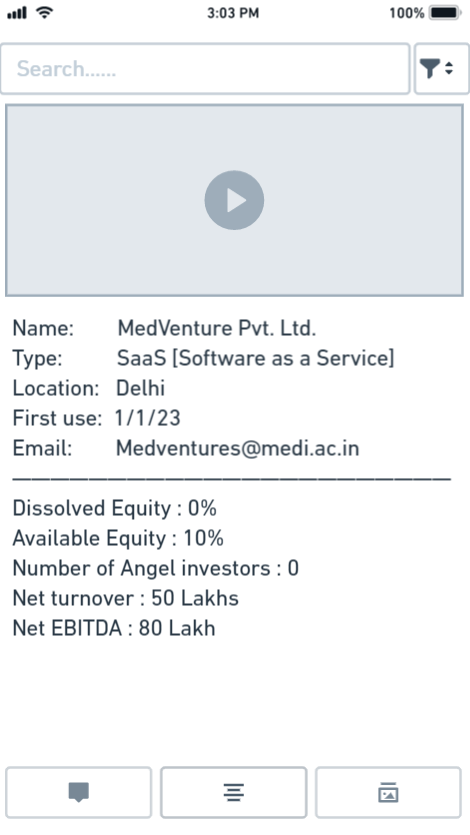 3:03 PM
100%
Search......
Name: MedVenture Pvt. Ltd.
Type: SaaS [Software as a Service]
Location: Delhi
First use: 1/1/23
Email: Medventures@medi.ac.in
Dissolved Equity : 0%
Available Equity : 10%
Number of Angel investors : 0
Net turnover : 50 Lakhs
Net EBITDA : 80 Lakh